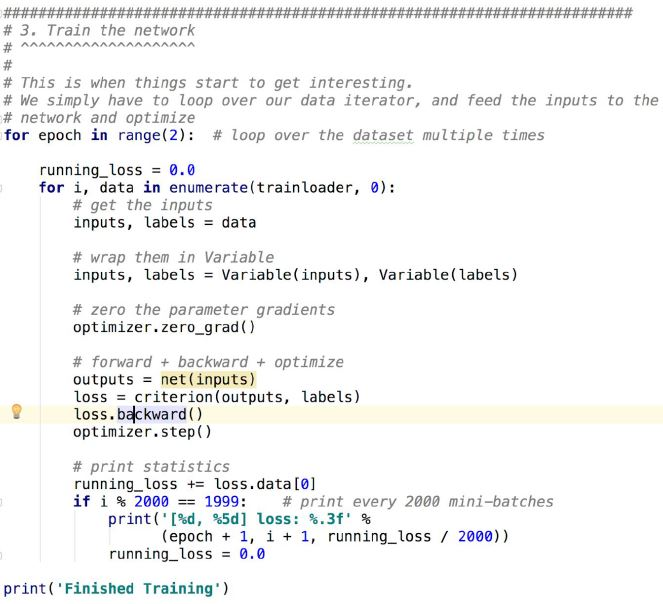 ########################################################################
# 3. Train the network
# ^^^^^^^^^^^^^^^^^^^^
#
# This is when things start to get interesting.
# We simply have to loop over our data iterator, and feed the inputs to the
# network and optimize
for epoch in range(2):  # loop over the dataset multiple times

    running_loss = 0.0
    for i, data in enumerate(trainloader, 0):
        # get the inputs
        inputs, labels = data

        # wrap them in Variable
        inputs, labels = Variable(inputs), Variable(labels)

        # zero the parameter gradients
        optimizer.zero_grad()

        # forward + backward + optimize
        outputs = net(inputs)
        loss = criterion(outputs, labels)
        loss.backward()
        optimizer.step()

        # print statistics
        running_loss += loss.data[0]
        if i % 2000 == 1999:    # print every 2000 mini-batches
            print('[%d, %5d] loss: %.3f' %
                  (epoch + 1, i + 1, running_loss / 2000))
            running_loss = 0.0

print('Finished Training')